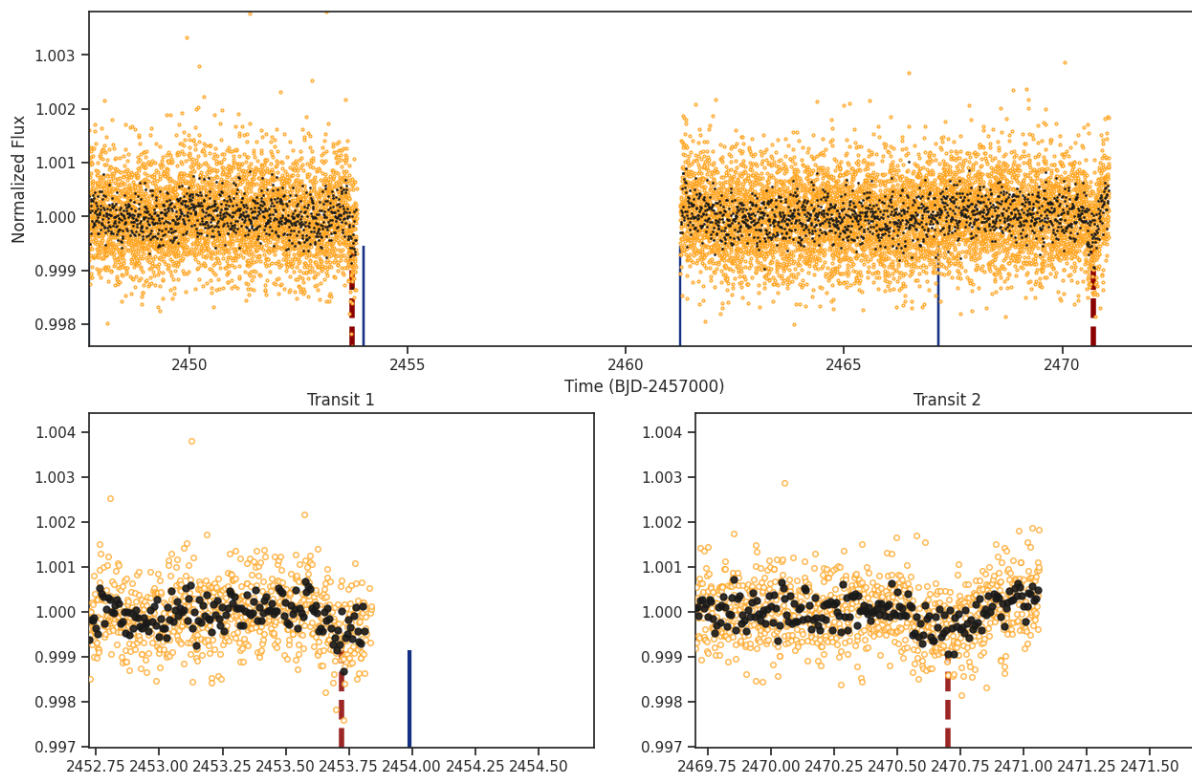 1.003
1.002
1.001
1.000
0.999
0.998
Normalized Flux
2450 2455 2460 2465 2470
Time (BJD-2457000)
Transit 1 Transit 2
1.004 1.004
1.003 1.003
1.002 1.002
1.001 1.001
1.000 1.000
0.999 0.999
0.998 0.998
0.997 0.997
2452.75 2453.00 2453.25 2453.50 2453.75 2454.00 2454.25 2454.50
2469.75 2470.00 2470.25 2470.50 2470.75 2471.00 2471.25 2471.50